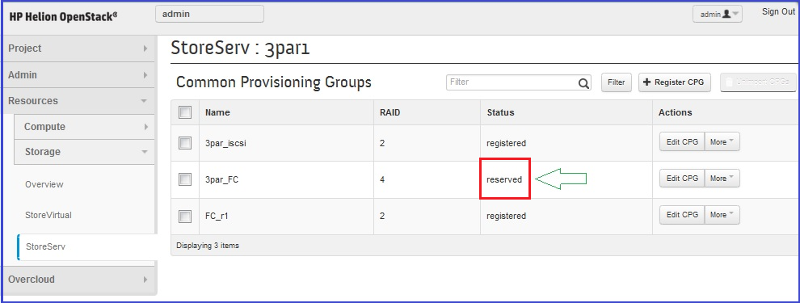 HP Helion OpenStack®
admin
admin
Sign Out
Project
Admin
Resources
Compute
Storage
Overview
StoreVirtual
StoreServ
Overcloud
StoreServ : 3par1
Common Provisioning Groups
Filter
Filter
+ Register CPG
Name RAID Status Actions
3par_iscsi 2 registered Edit CPG More
3par_FC 4 reserved Edit CPG More
FC_r1 2 registered Edit CPG More
Displaying 3 items